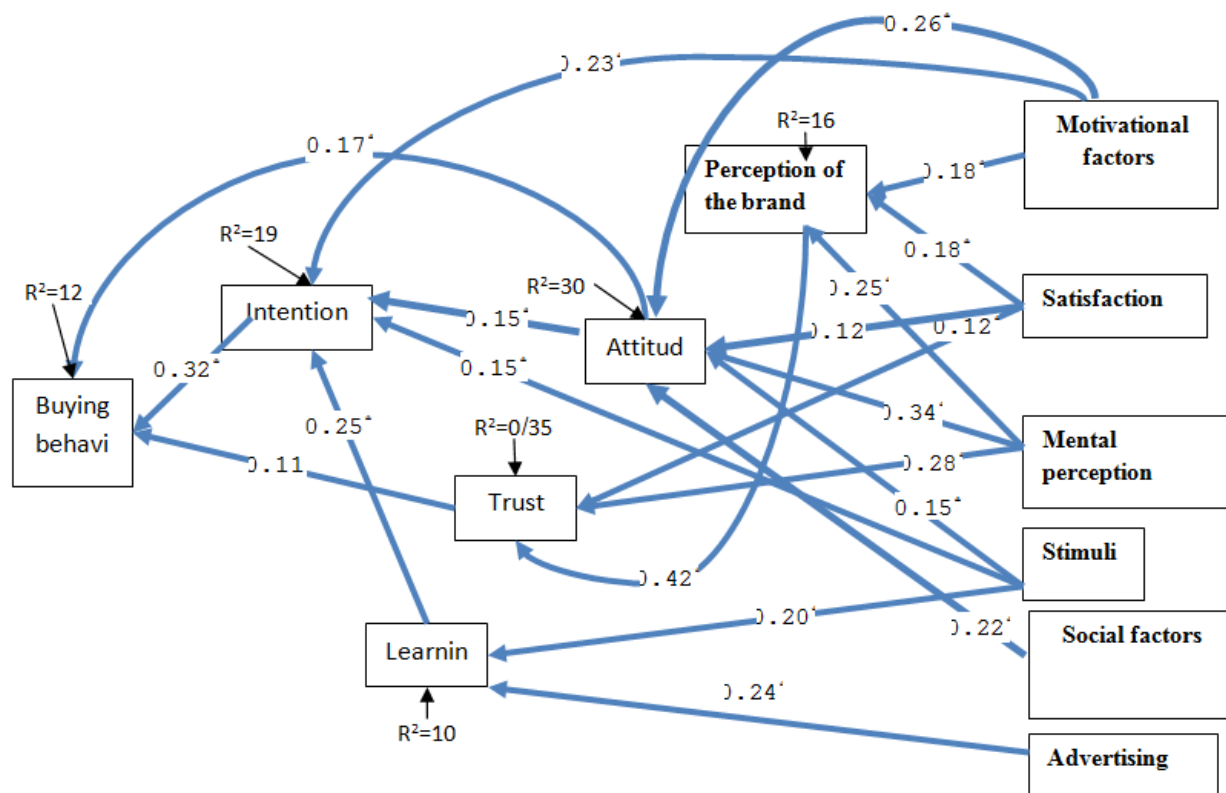 0.26*
0.23*
R²=16
Motivational
factors
0.17*
Perception of
the brand
0.18*
R²=19
0.18*
R²=12
R²=30
0.25*
Satisfaction
Intention
0.15*
0.12
0.12*
Attitud
0.32*
0.15*
Buying
behavi
0.34*
0.25*
R²=0/35
Mental
perception
0.11
0.28*
Trust
0.15*
Stimuli
0.42*
0.20*
0.22*
Social factors
Learnin
0.24*
R²=10
Advertising